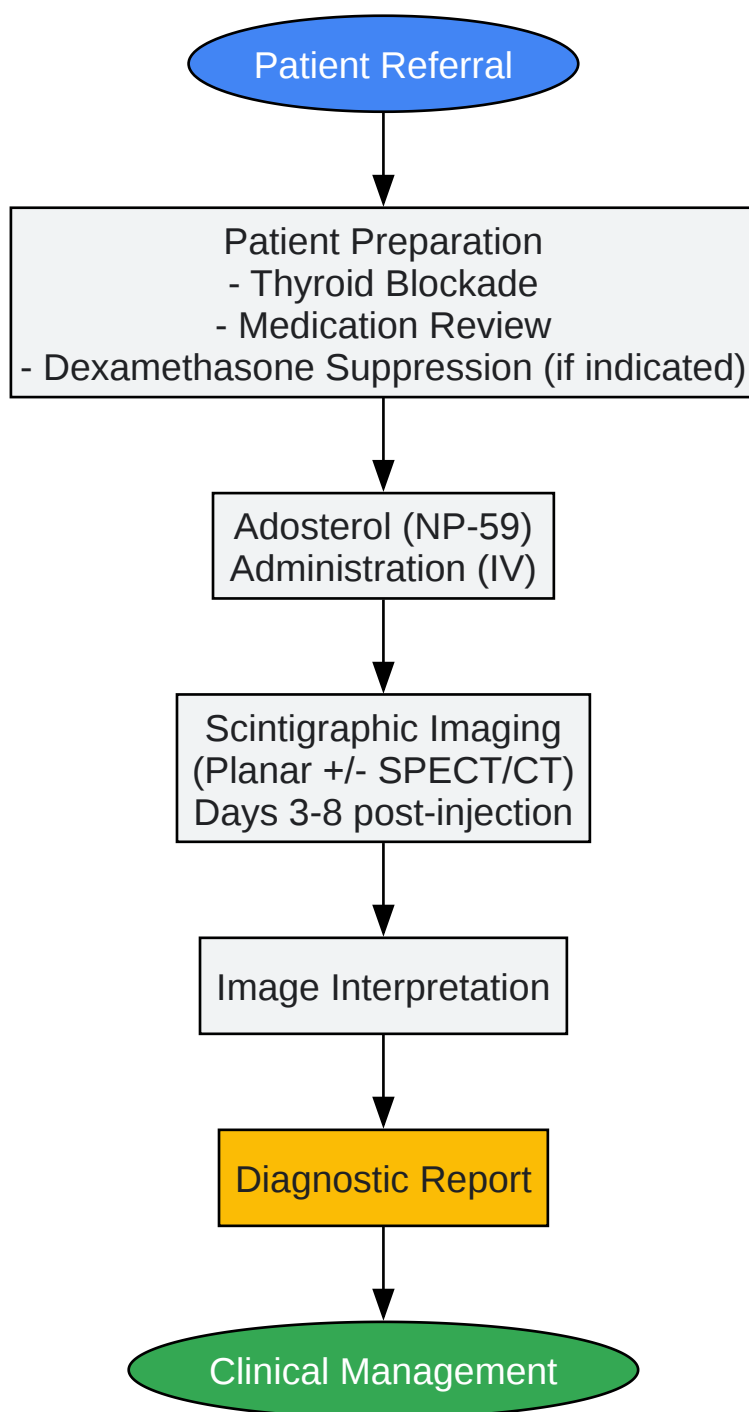 Patient Referral
Patient Preparation
- Thyroid Blockade
- Medication Review
- Dexamethasone Suppression (if indicated)
Adosterol (NP-59)
Administration (IV)
Scintigraphic Imaging
(Planar +/- SPECT/CT)
Days 3-8 post-injection
Image Interpretation
Diagnostic Report
Clinical Management